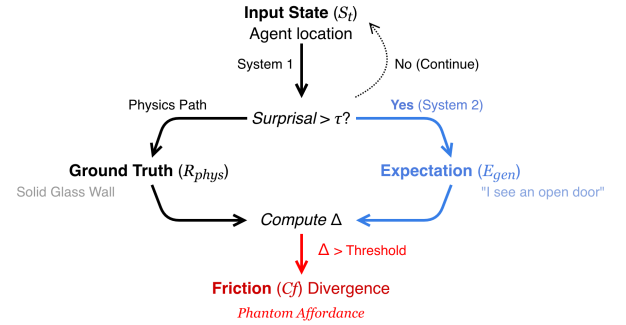 Input State (Sₜ)
Agent location
System 1
No (Continue)
Physics Path
Surprisal > τ?
Yes (System 2)
Ground Truth (R_phys)
Expectation (E_gen)
Solid Glass Wall
"I see an open door"
Compute Δ
Δ > Threshold
Friction (Cf) Divergence
Phantom Affordance